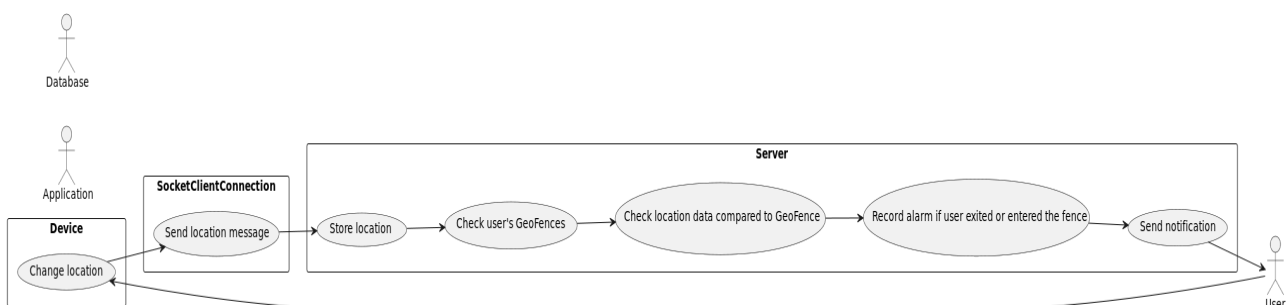 Database
Application
Device
Change location
SocketClientConnection
Send location message
Server
Store location
Check user's GeoFences
Check location data compared to GeoFence
Record alarm if user exited or entered the fence
Send notification
User